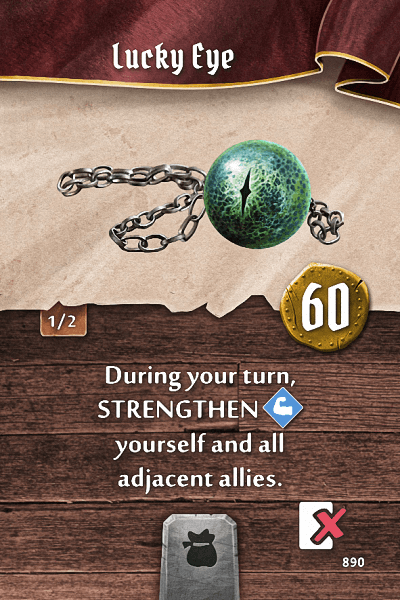 Lucky Eye
1/2
60
During your turn,
STRENGTHEN
yourself and all
adjacent allies.
890